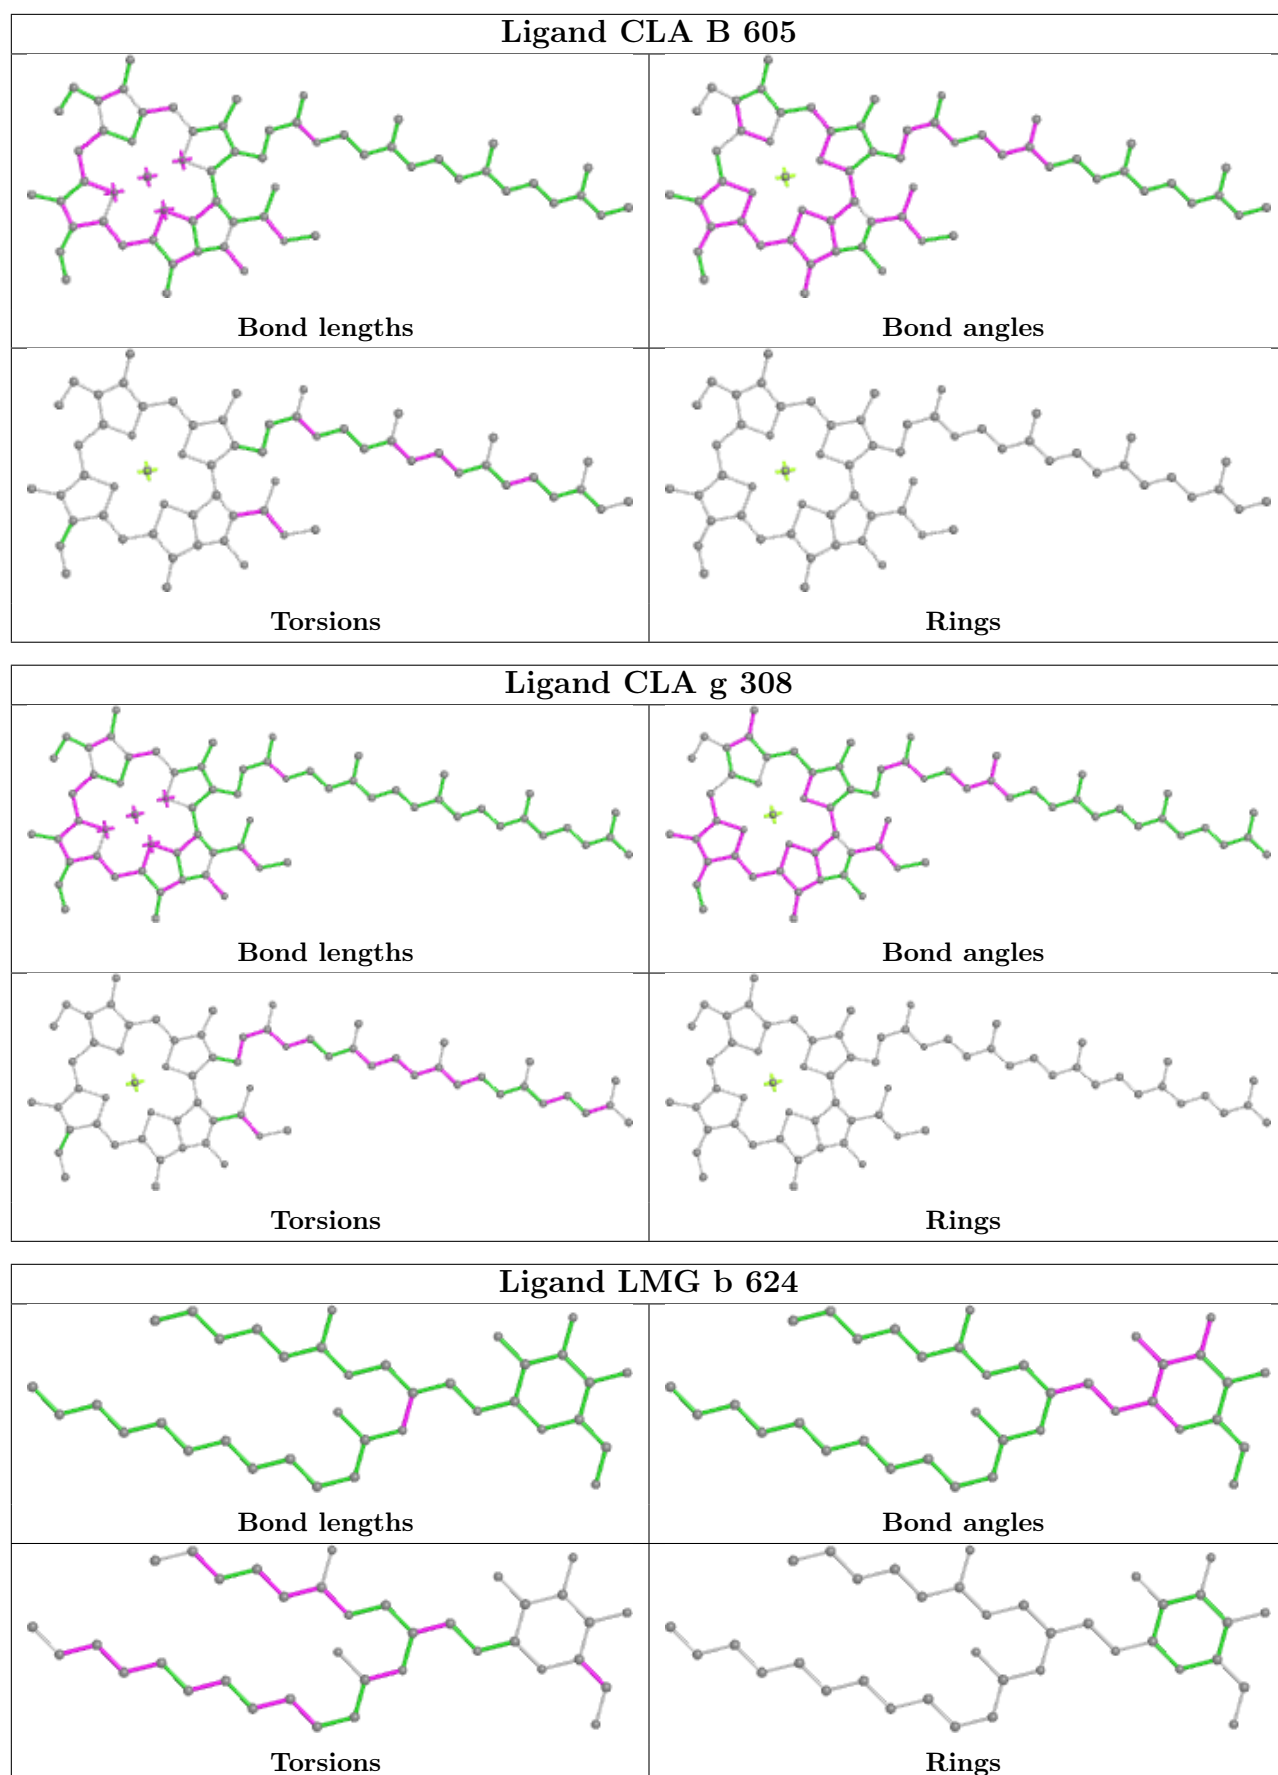 Ligand CLA B 605
Bond lengths
Bond angles
Torsions
Rings
Ligand CLA g 308
Bond lengths
Bond angles
Torsions
Rings
Ligand LMG b 624
Bond lengths
Bond angles
Torsions
Rings